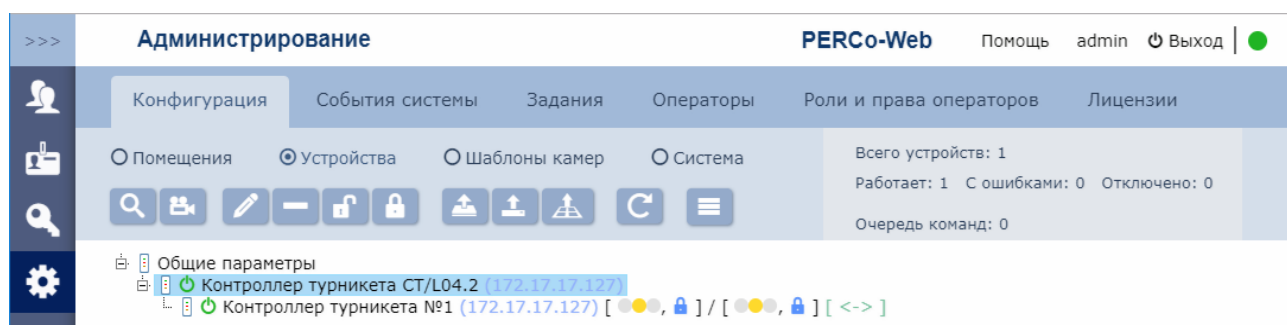 >>> Администрирование PERCo-Web Помощь admin Выход
Конфигурация События системы Задания Операторы Роли и права операторов Лицензии
Помещения Устройства Шаблоны камер Система
Всего устройств: 1
Работает: 1 С ошибками: 0 Отключено: 0
Очередь команд: 0
Общие параметры
Контроллер турникета CT/L04.2 (172.17.17.127)
Контроллер турникета №1 (172.17.17.127) [ , ] / [ , ] [ <-> ]